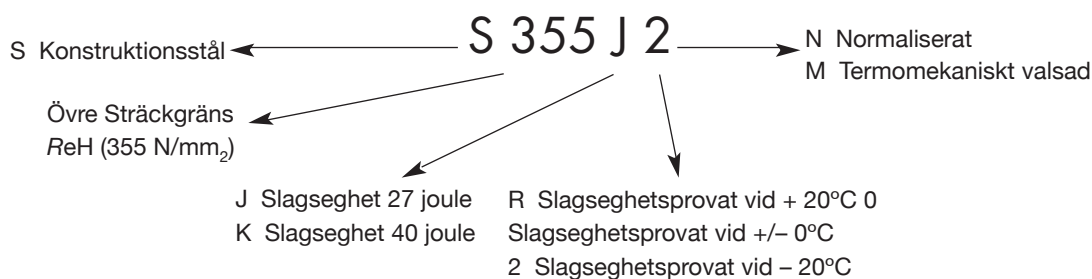 S 355 J 2
S Konstruktionsstål
N Normaliserat
M Termomekaniskt valsad
Övre Sträckgräns
ReH (355 N/mm₂)
J Slagseghet 27 joule
K Slagseghet 40 joule
R Slagseghetsprovat vid + 20ºC 0
Slagseghetsprovat vid +/– 0ºC
2 Slagseghetsprovat vid – 20ºC